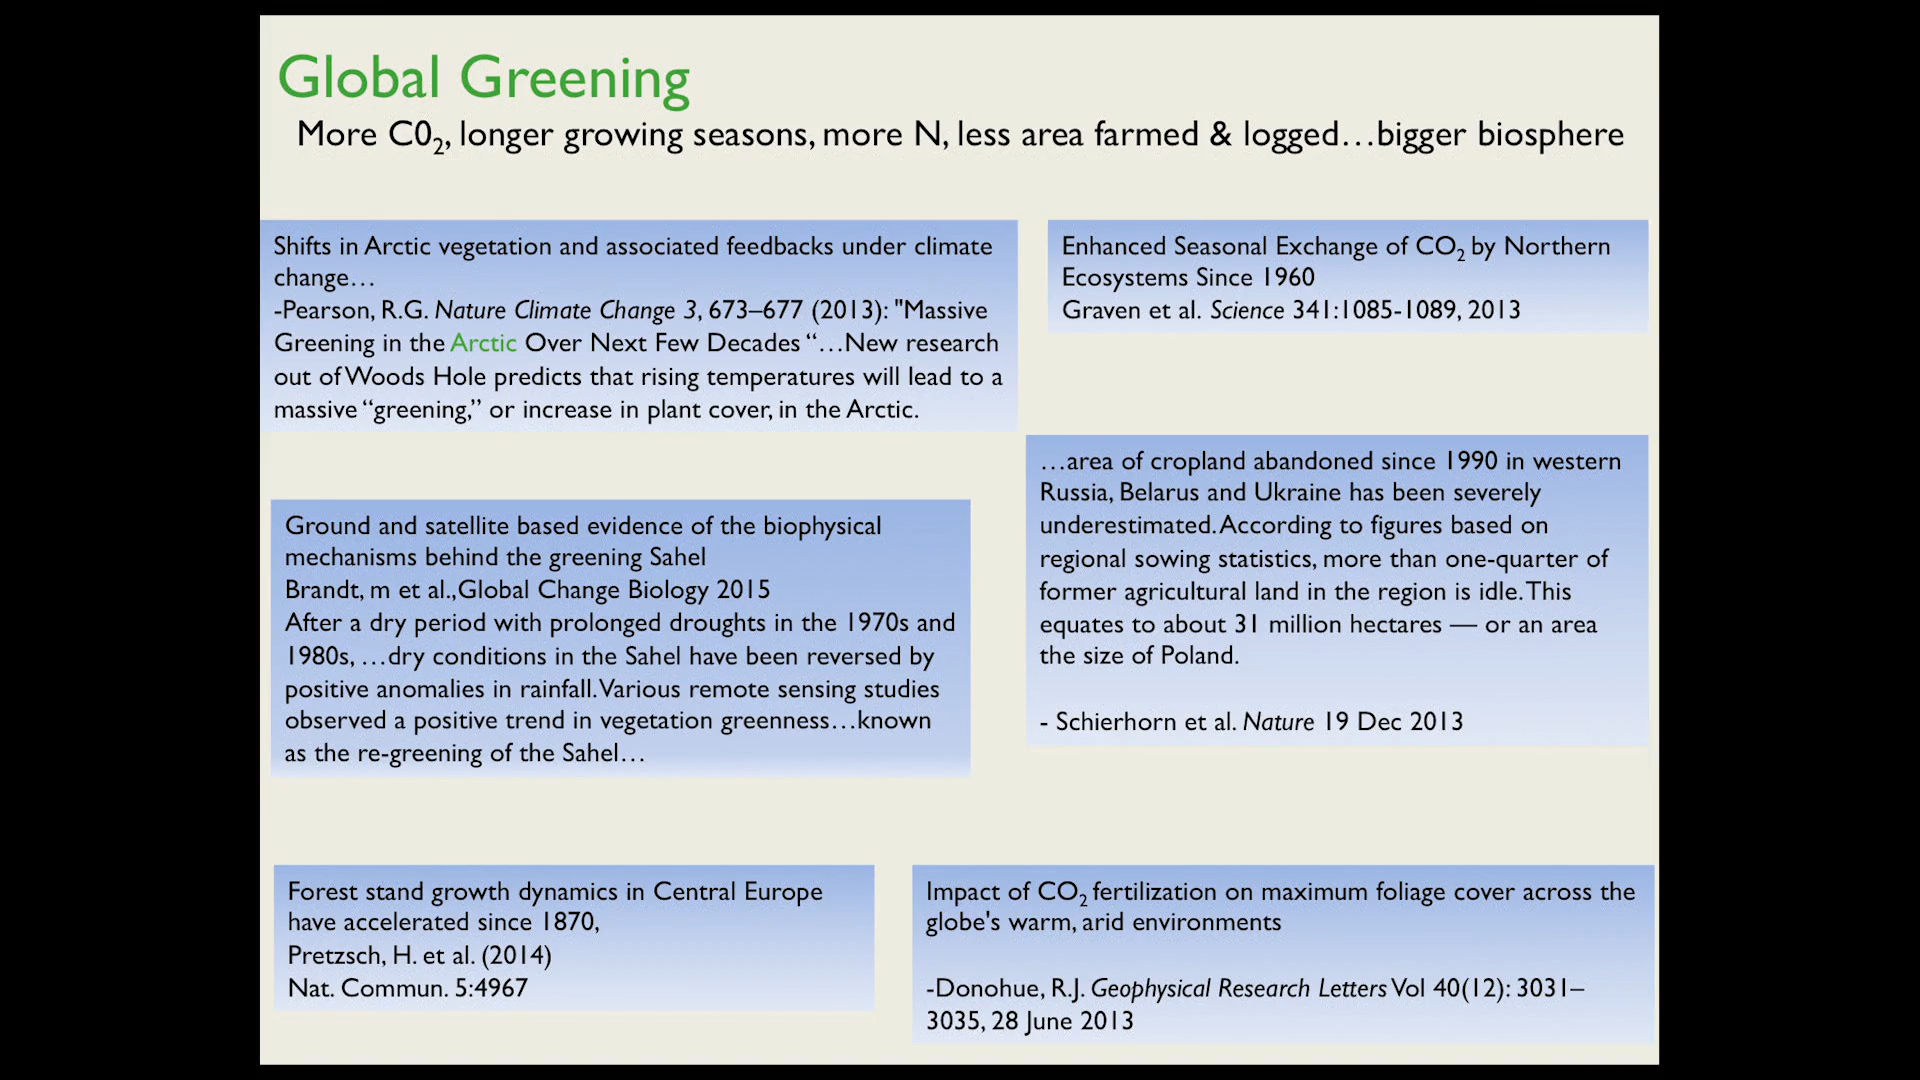 Global Greening
More C0₂, longer growing seasons, more N, less area farmed & logged…bigger biosphere
Shifts in Arctic vegetation and associated feedbacks under climate
change…
-Pearson, R.G. Nature Climate Change 3, 673–677 (2013): "Massive
Greening in the Arctic Over Next Few Decades “…New research
out of Woods Hole predicts that rising temperatures will lead to a
massive “greening,” or increase in plant cover, in the Arctic.
Enhanced Seasonal Exchange of CO₂ by Northern
Ecosystems Since 1960
Graven et al. Science 341:1085-1089, 2013
…area of cropland abandoned since 1990 in western
Russia, Belarus and Ukraine has been severely
underestimated. According to figures based on
regional sowing statistics, more than one-quarter of
former agricultural land in the region is idle. This
equates to about 31 million hectares — or an area
the size of Poland.
- Schierhorn et al. Nature 19 Dec 2013
Ground and satellite based evidence of the biophysical
mechanisms behind the greening Sahel
Brandt, m et al.,Global Change Biology 2015
After a dry period with prolonged droughts in the 1970s and
1980s, …dry conditions in the Sahel have been reversed by
positive anomalies in rainfall. Various remote sensing studies
observed a positive trend in vegetation greenness…known
as the re-greening of the Sahel…
Forest stand growth dynamics in Central Europe
have accelerated since 1870,
Pretzsch, H. et al. (2014)
Nat. Commun. 5:4967
Impact of CO₂ fertilization on maximum foliage cover across the
globe's warm, arid environments
-Donohue, R.J. Geophysical Research Letters Vol 40(12): 3031–
3035, 28 June 2013